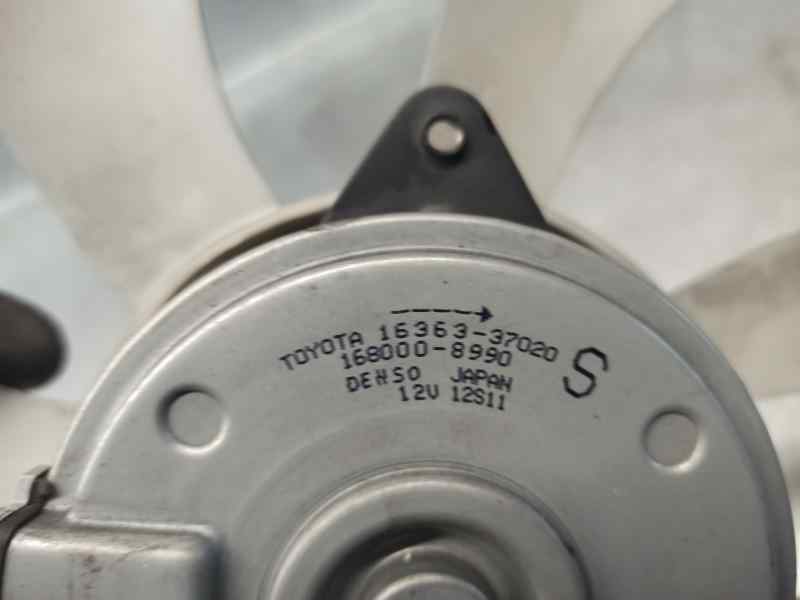 TOYOTA 16363-37020
168000-8990 S
DENSO JAPAN
12V 12S11